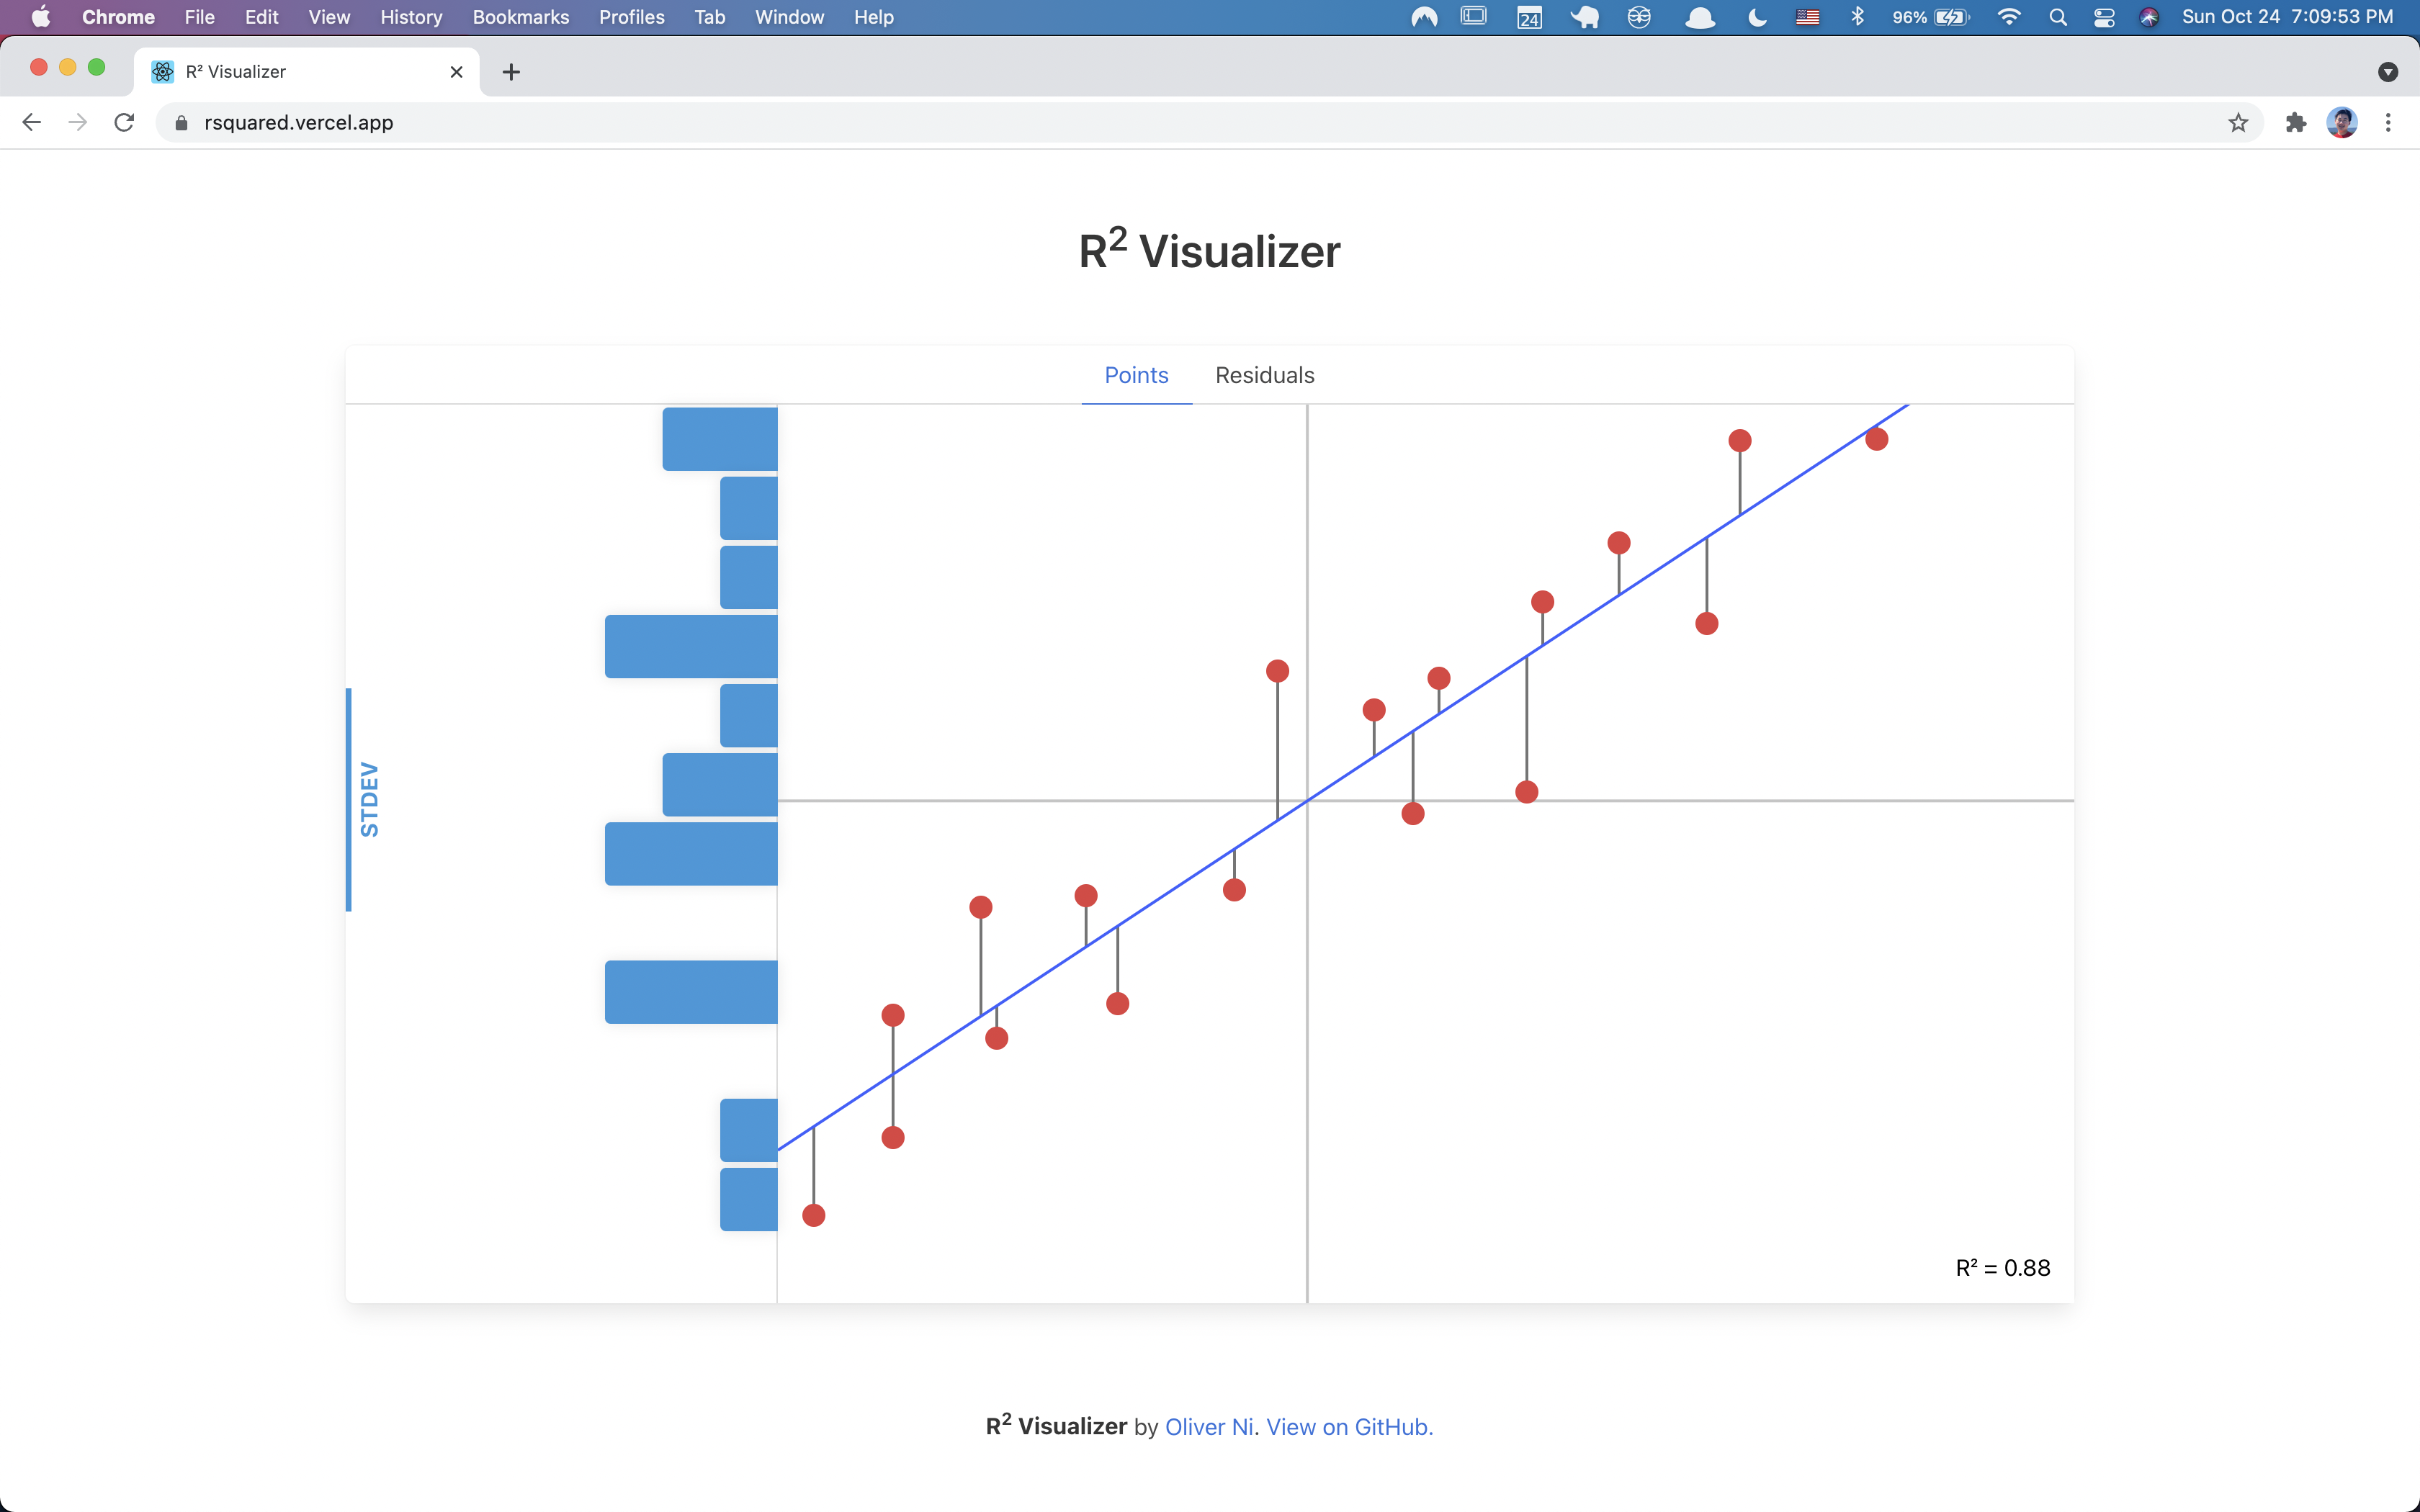 Chrome File Edit View History Bookmarks Profiles Tab Window Help 24 96% Sun Oct 24 7:09:53 PM
R² Visualizer
rsquared.vercel.app
R² Visualizer
Points Residuals
STDEV
R² = 0.88
R² Visualizer by Oliver Ni. View on GitHub.